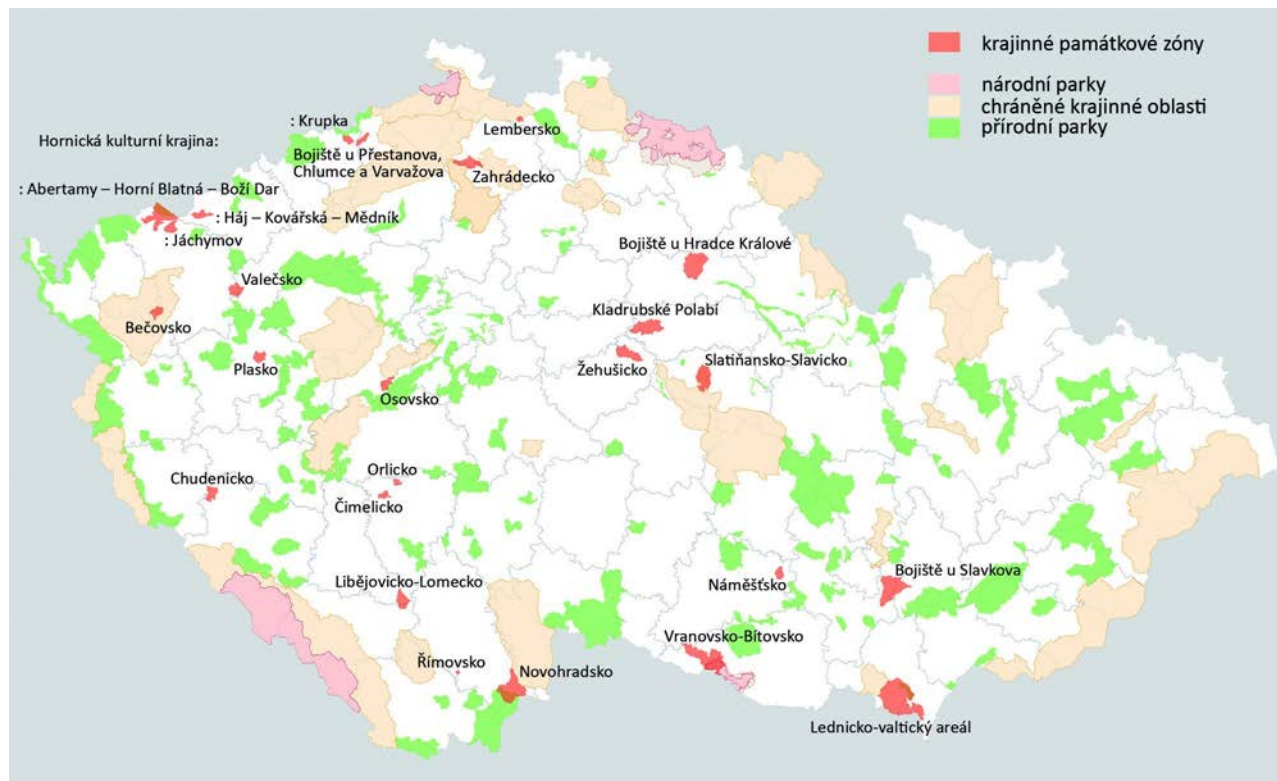 krajinné památkové zóny
národní parky
chráněné krajinné oblasti
přírodní parky
: Krupka
Hornická kulturní krajina:
Lembersko
Bojiště u Přestanova,
Chlumce a Varvažova
Zahrádecko
: Abertamy – Horní Blatná – Boží Dar
: Háj – Kovářská – Mědník
: Jáchymov
Bojiště u Hradce Králové
Valečsko
Bečovsko
Kladrubské Polabí
Plasko
Žehušicko
Slatiňansko-Slavicko
Osovsko
Chudenicko
Orlicko
Čimelicko
Libějovicko-Lomecko
Náměšťsko
Bojiště u Slavkova
Vranovsko-Bítovsko
Římovsko
Novohradsko
Lednicko-valtický areál